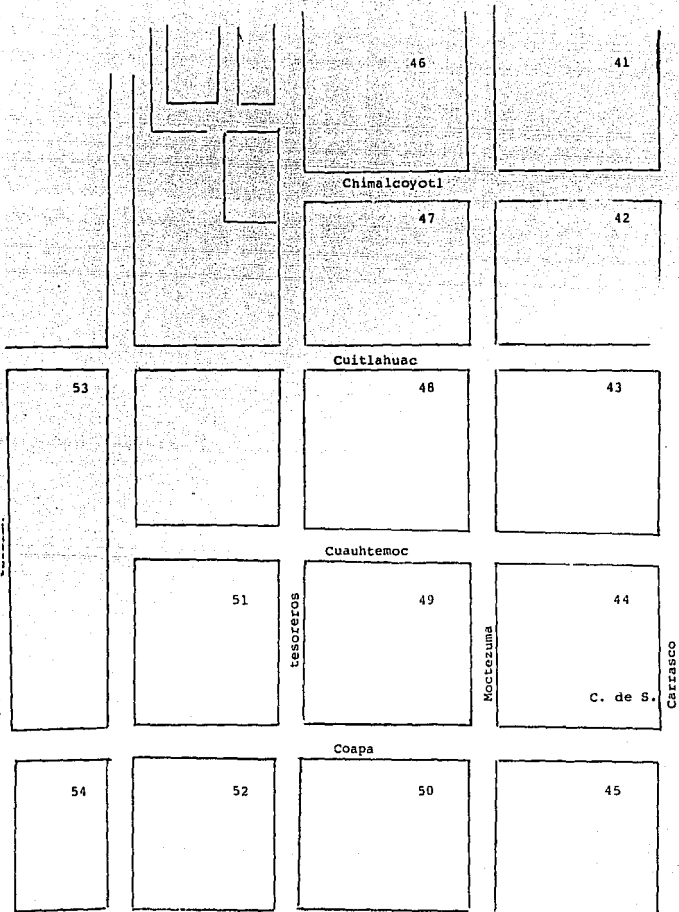 46 41
Chimalcoyotl
47 42
Cuitlahuac
53 48 43
Cuauhtemoc
51 49 44
tesoreros
Moctezuma
Carrasco
C. de S.
Coapa
54 52 50 45